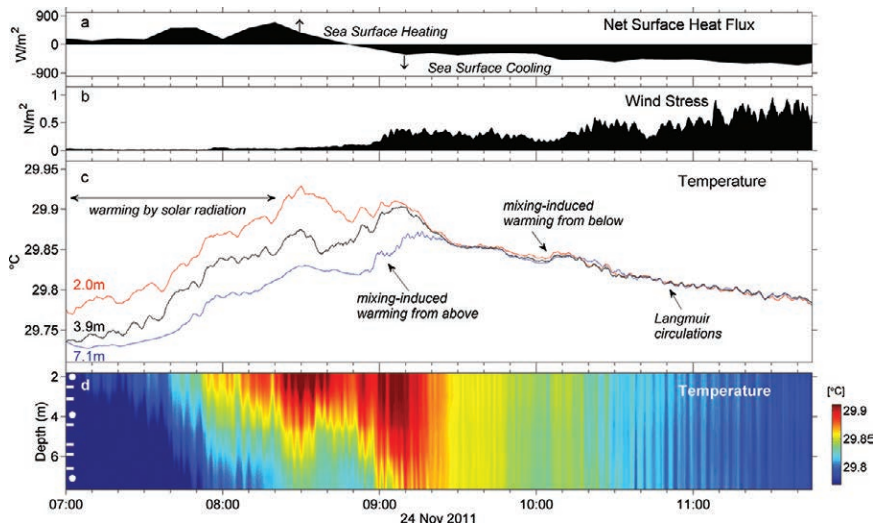 a
Net Surface Heat Flux
900
0
-900
W/m²
Sea Surface Heating
Sea Surface Cooling
b
Wind Stress
1
0.5
0
N/m²
c
Temperature
29.95
29.9
29.85
29.8
29.75
°C
warming by solar radiation
mixing-induced
warming from below
mixing-induced
warming from above
Langmuir
circulations
2.0m
3.9m
7.1m
d
Temperature
2
4
6
Depth (m)
[°C]
29.9
29.85
29.8
07:00 08:00 09:00 10:00 11:00
24 Nov 2011